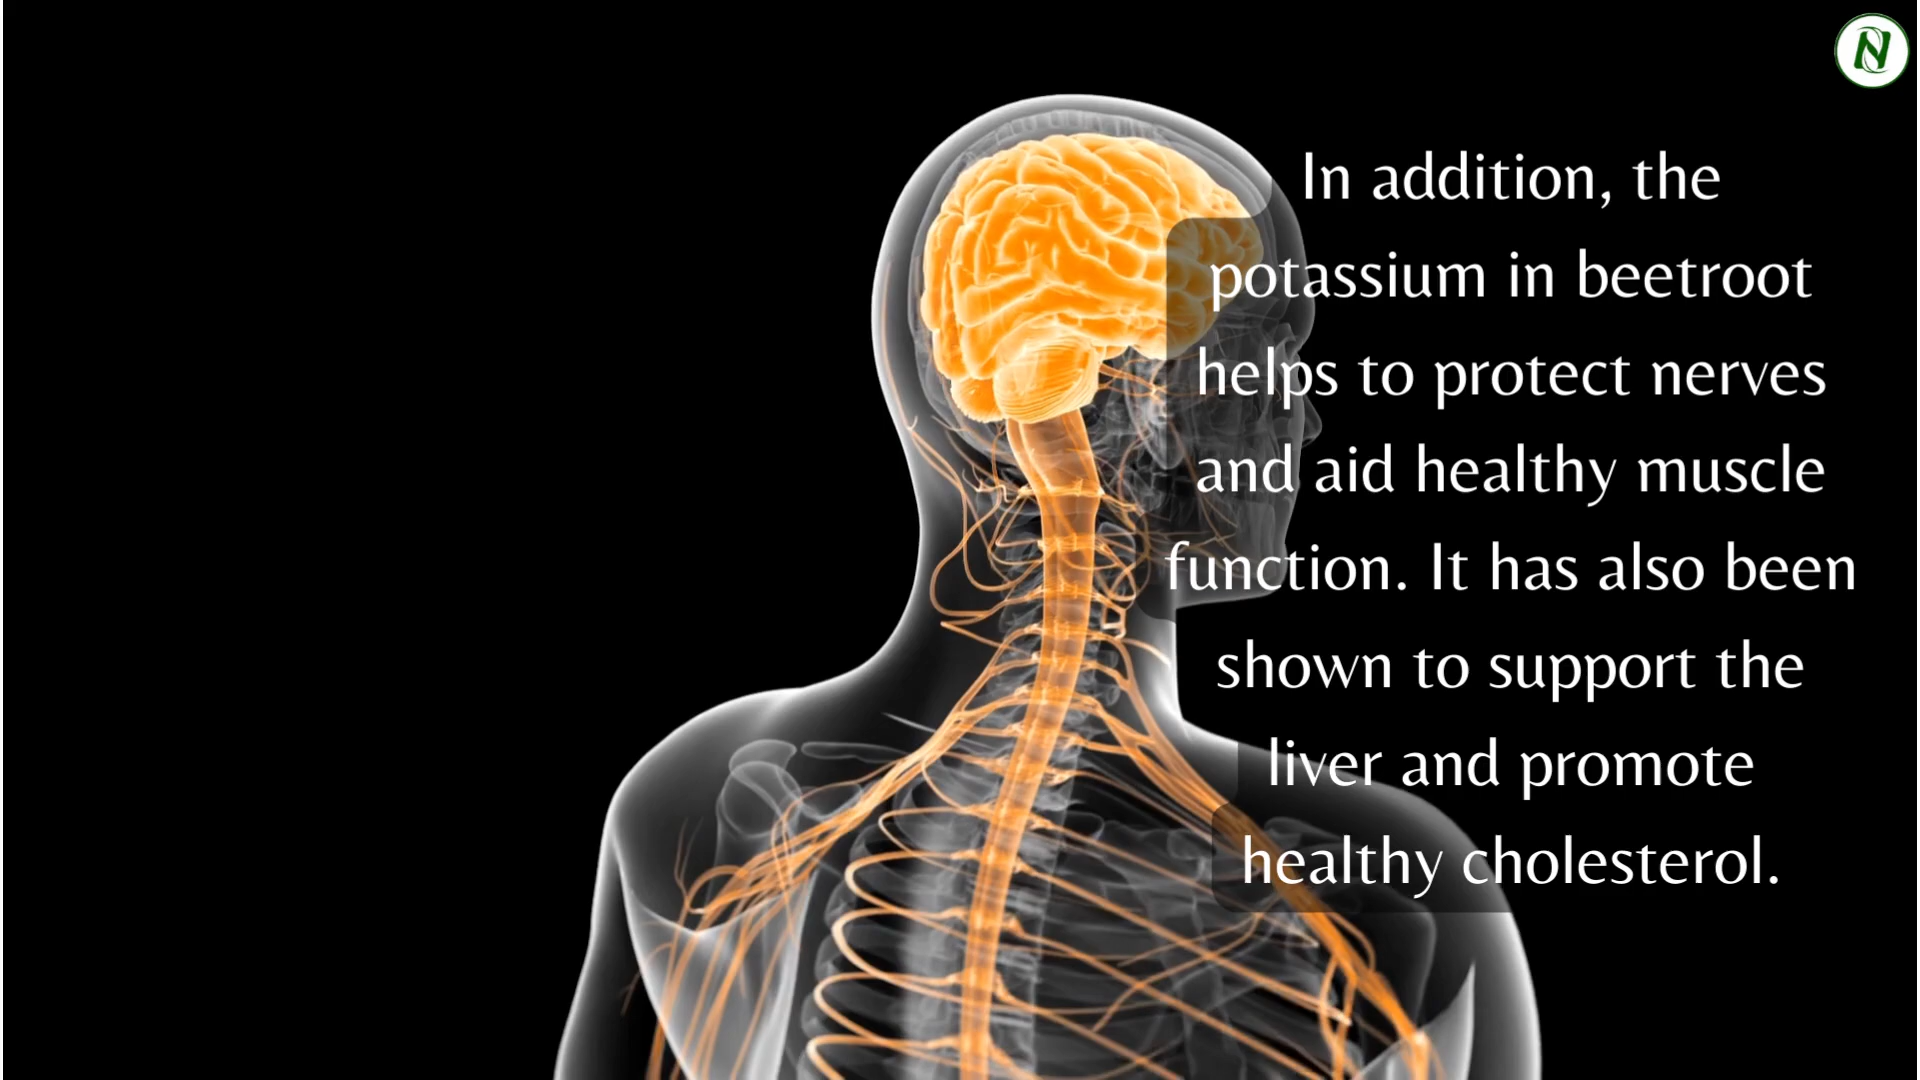 N
In addition, the
potassium in beetroot
helps to protect nerves
and aid healthy muscle
function. It has also been
shown to support the
liver and promote
healthy cholesterol.